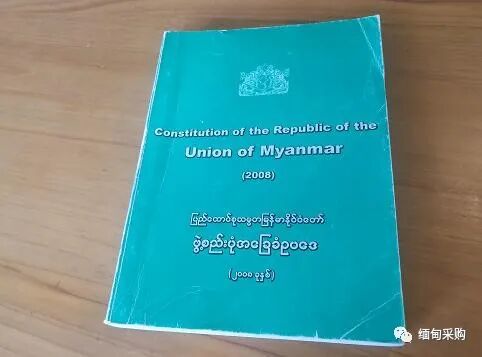 Constitution of the Republic of the
Union of Myanmar
(2008)
ပြည်ထောင်စုသမ္မတမြန်မာနိုင်ငံတော်
ဖွဲ့စည်းပုံအခြေခံဥပဒေ
(၂၀၀၈ ခုနှစ်)
缅甸采购